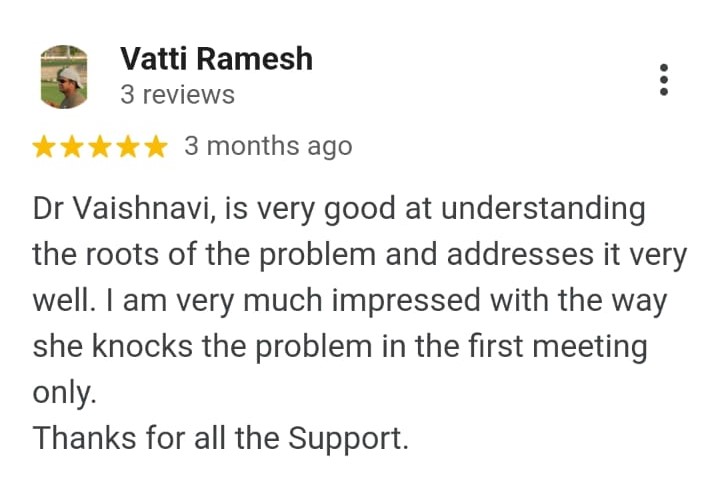 Vatti Ramesh
3 reviews
3 months ago
Dr Vaishnavi, is very good at understanding
the roots of the problem and addresses it very
well. I am very much impressed with the way
she knocks the problem in the first meeting
only.
Thanks for all the Support.